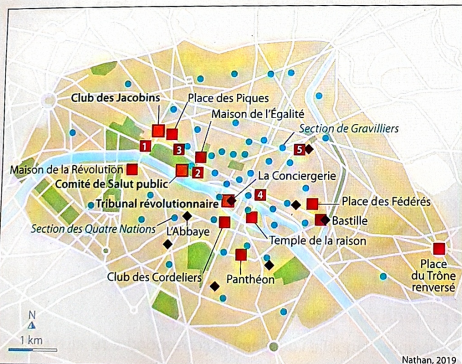 Club des Jacobins
Place des Piques
Maison de l'Égalité
Section de Gravilliers
1
3
5
2
Maison de la Révolution
La Conciergerie
Comité de Salut public
4
Tribunal révolutionnaire
Place des Fédérés
Bastille
Section des Quatre Nations
L'Abbaye
Temple de la raison
Club des Cordeliers
Panthéon
Place
du Trône
renversé
N
1 km
Nathan, 2019